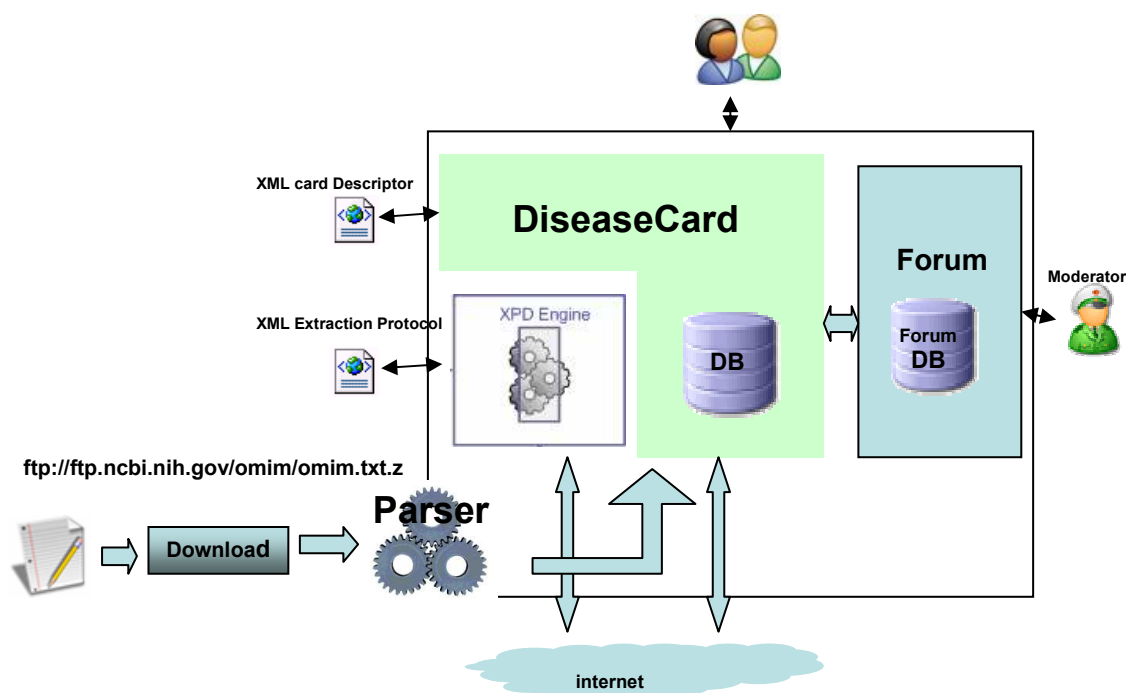 XML card Descriptor
DiseaseCard
Forum
Moderator
XPD Engine
XML Extraction Protocol
DB
Forum
DB
ftp://ftp.ncbi.nih.gov/omim/omim.txt.z
Parser
Download
internet